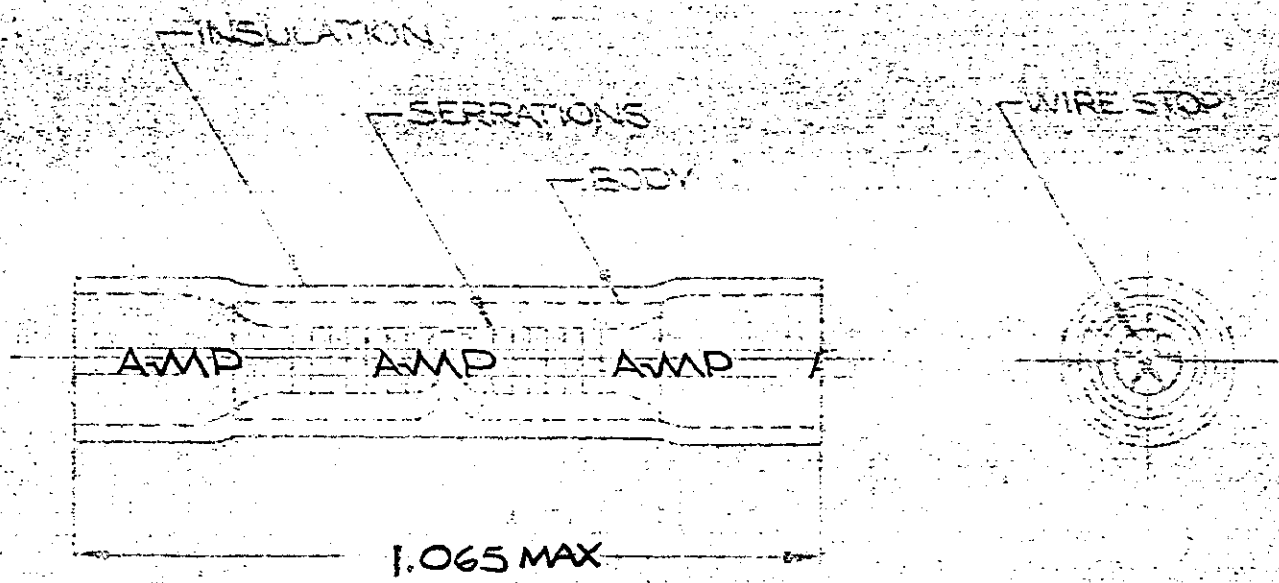 INSULATION
SERRATIONS
WIRE STOP
BODY
AMP AMP AMP A
1.065 MAX